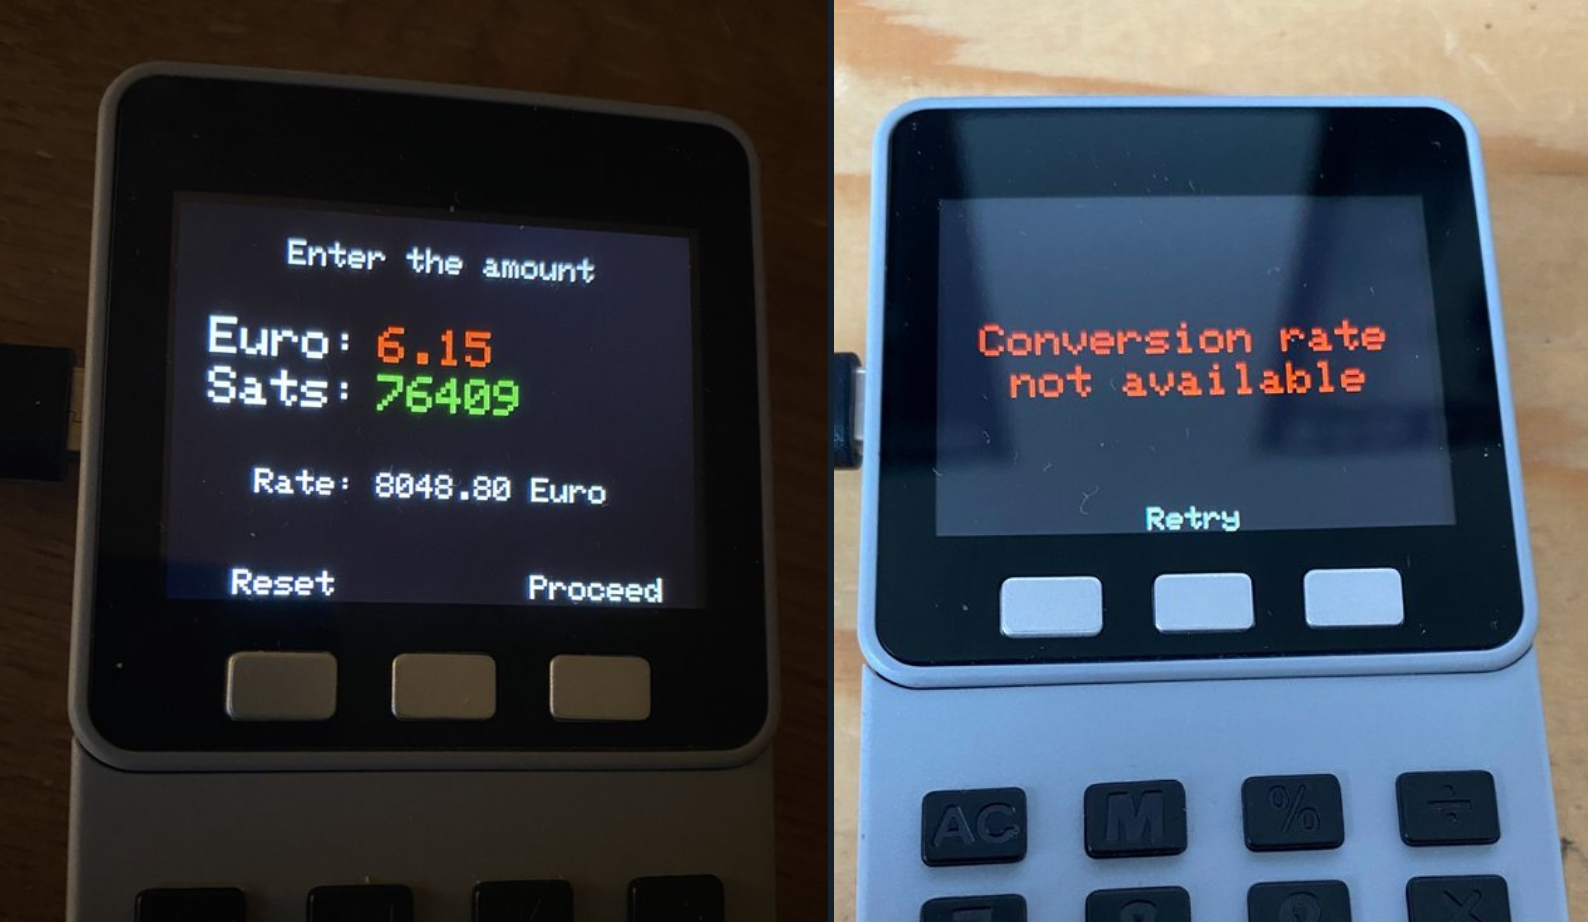 Enter the amount
Euro: 6.15
Sats: 76409
Rate: 8048.80 Euro
Reset Proceed
Conversion rate
not available
Retry
AC M % ÷